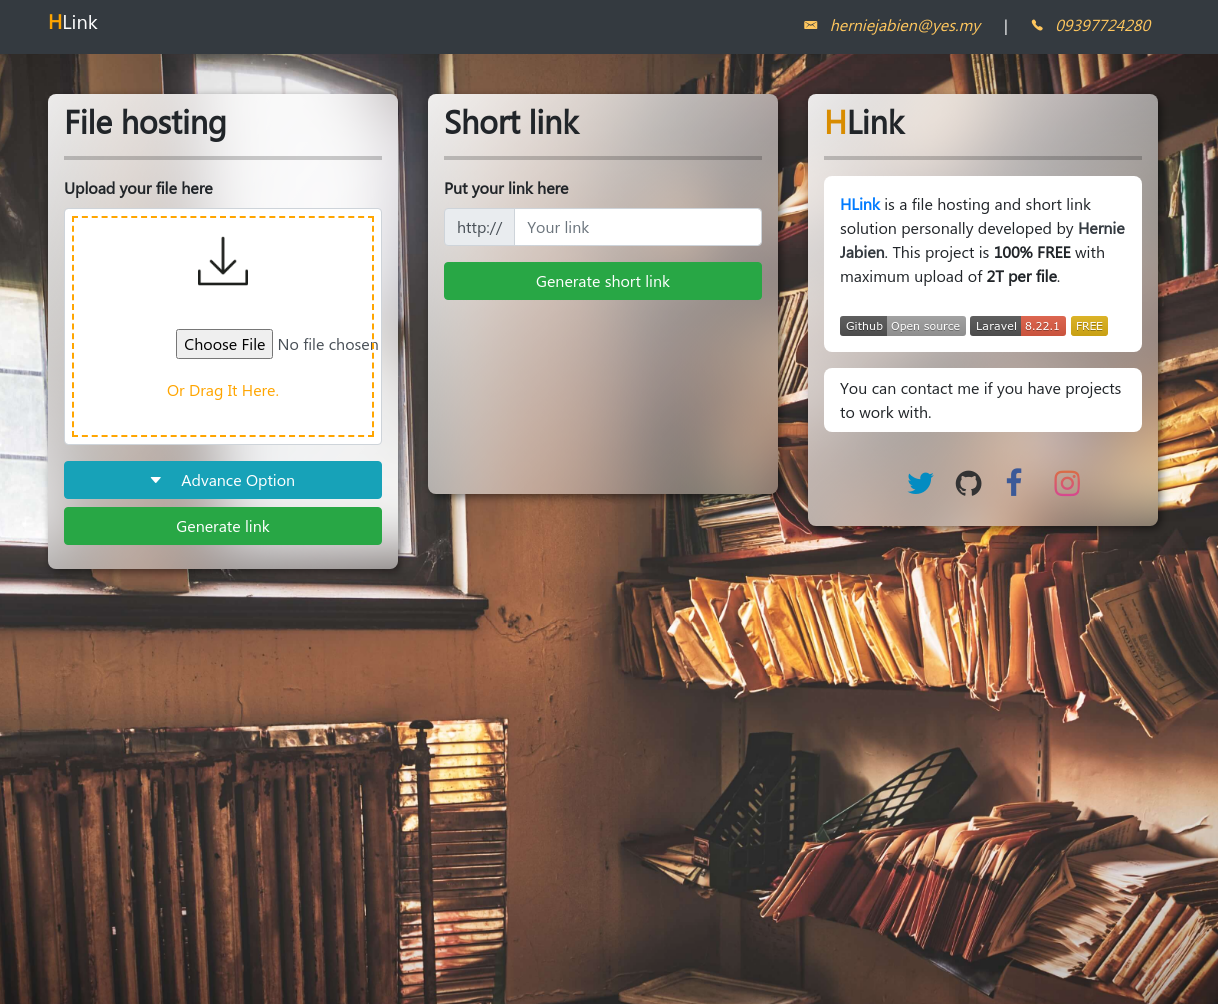 HLink
herniejabien@yes.my | 09397724280
File hosting
Upload your file here
Choose File No file chosen
Or Drag It Here.
Advance Option
Generate link
Short link
Put your link here
http:// Your link
Generate short link
HLink
HLink is a file hosting and short link
solution personally developed by Hernie
Jabien. This project is 100% FREE with
maximum upload of 2T per file.
Github Open source Laravel 8.22.1 FREE
You can contact me if you have projects
to work with.